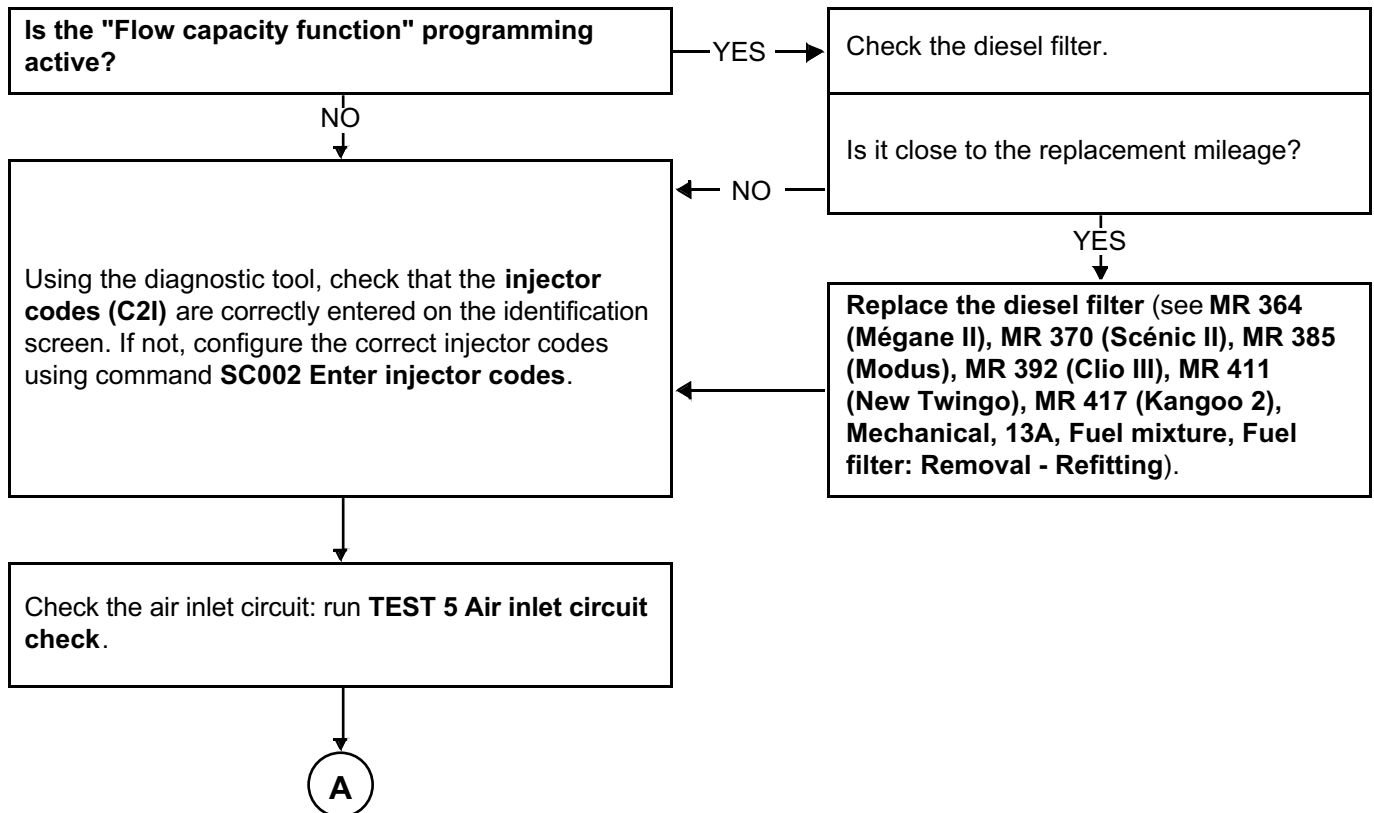 Is the "Flow capacity function" programming
active?
YES
Check the diesel filter.
NO
Is it close to the replacement mileage?
NO
YES
Using the diagnostic tool, check that the injector
codes (C2I) are correctly entered on the identification
screen. If not, configure the correct injector codes
using command SC002 Enter injector codes.
Replace the diesel filter (see MR 364
(Mégane II), MR 370 (Scénic II), MR 385
(Modus), MR 392 (Clio III), MR 411
(New Twingo), MR 417 (Kangoo 2),
Mechanical, 13A, Fuel mixture, Fuel
filter: Removal - Refitting).
Check the air inlet circuit: run TEST 5 Air inlet circuit
check.
A